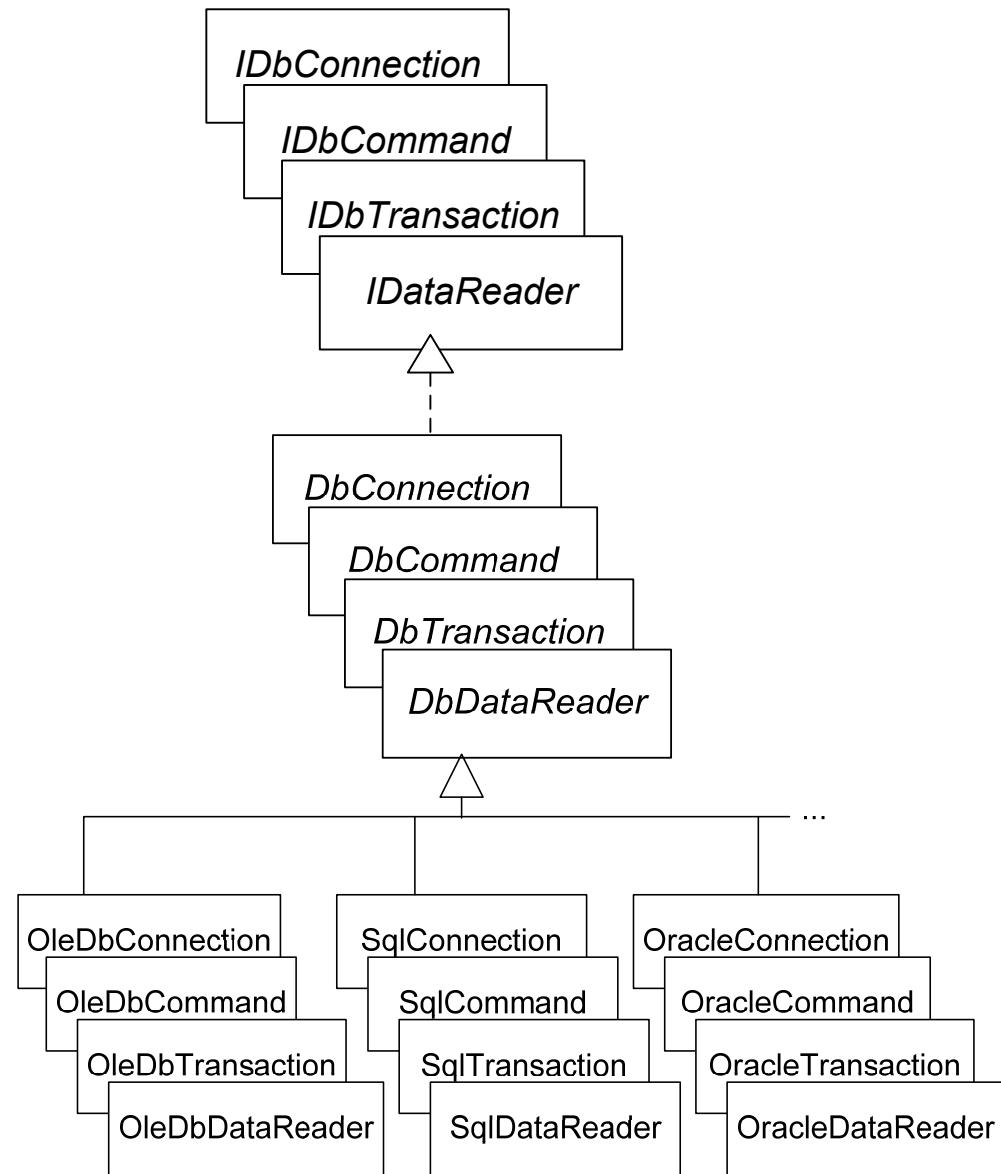 IDbConnection
IDbCommand
IDbTransaction
IDataReader
DbConnection
DbCommand
DbTransaction
DbDataReader
...
OleDbConnection
OleDbCommand
OleDbTransaction
OleDbDataReader
SqlConnection
SqlCommand
SqlTransaction
SqlDataReader
OracleConnection
OracleCommand
OracleTransaction
OracleDataReader